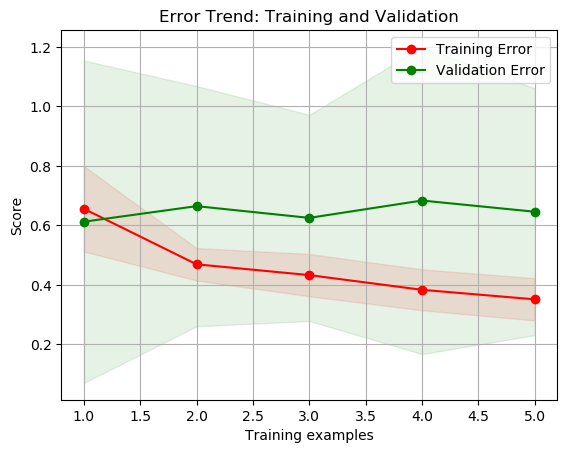 Error Trend: Training and Validation
Training Error
Validation Error
1.2
1.0
0.8
0.6
0.4
0.2
Score
1.0 1.5 2.0 2.5 3.0 3.5 4.0 4.5 5.0
Training examples